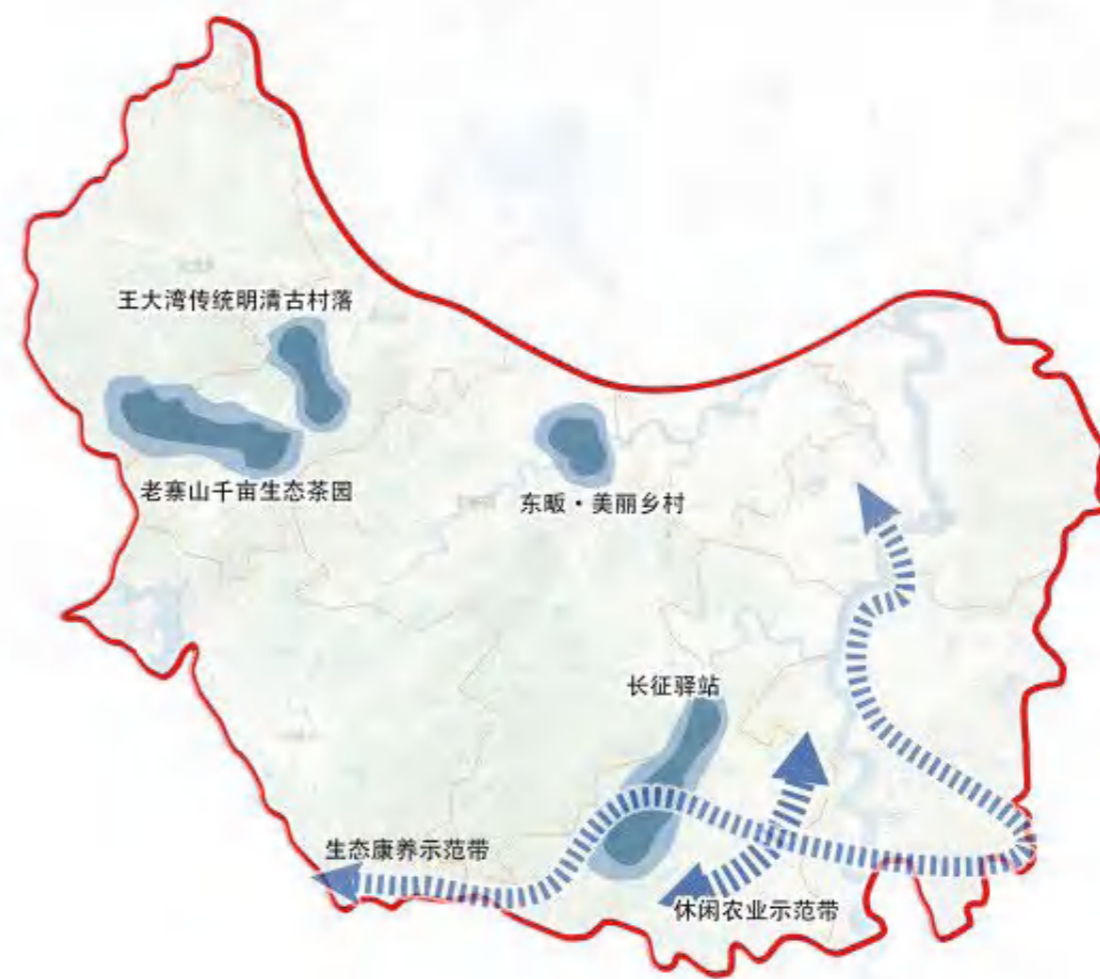 王大湾传统明清古村落
老寨山千亩生态茶园
东畈·美丽乡村
长征驿站
生态康养示范带
休闲农业示范带